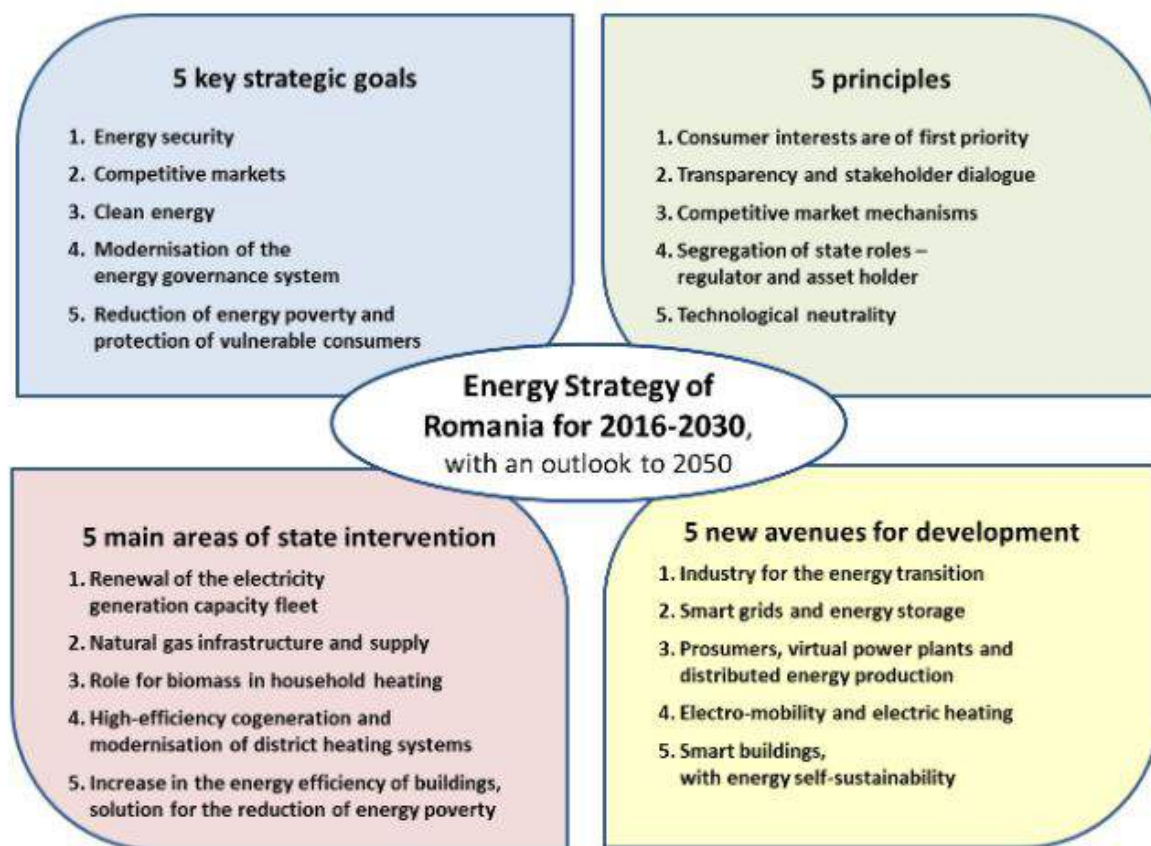 5 key strategic goals
1. Energy security
2. Competitive markets
3. Clean energy
4. Modernisation of the
energy governance system
5. Reduction of energy poverty and
protection of vulnerable consumers
5 principles
1. Consumer interests are of first priority
2. Transparency and stakeholder dialogue
3. Competitive market mechanisms
4. Segregation of state roles –
regulator and asset holder
5. Technological neutrality
Energy Strategy of
Romania for 2016-2030,
with an outlook to 2050
5 main areas of state intervention
1. Renewal of the electricity
generation capacity fleet
2. Natural gas infrastructure and supply
3. Role for biomass in household heating
4. High-efficiency cogeneration and
modernisation of district heating systems
5. Increase in the energy efficiency of buildings,
solution for the reduction of energy poverty
5 new avenues for development
1. Industry for the energy transition
2. Smart grids and energy storage
3. Prosumers, virtual power plants and
distributed energy production
4. Electro-mobility and electric heating
5. Smart buildings,
with energy self-sustainability